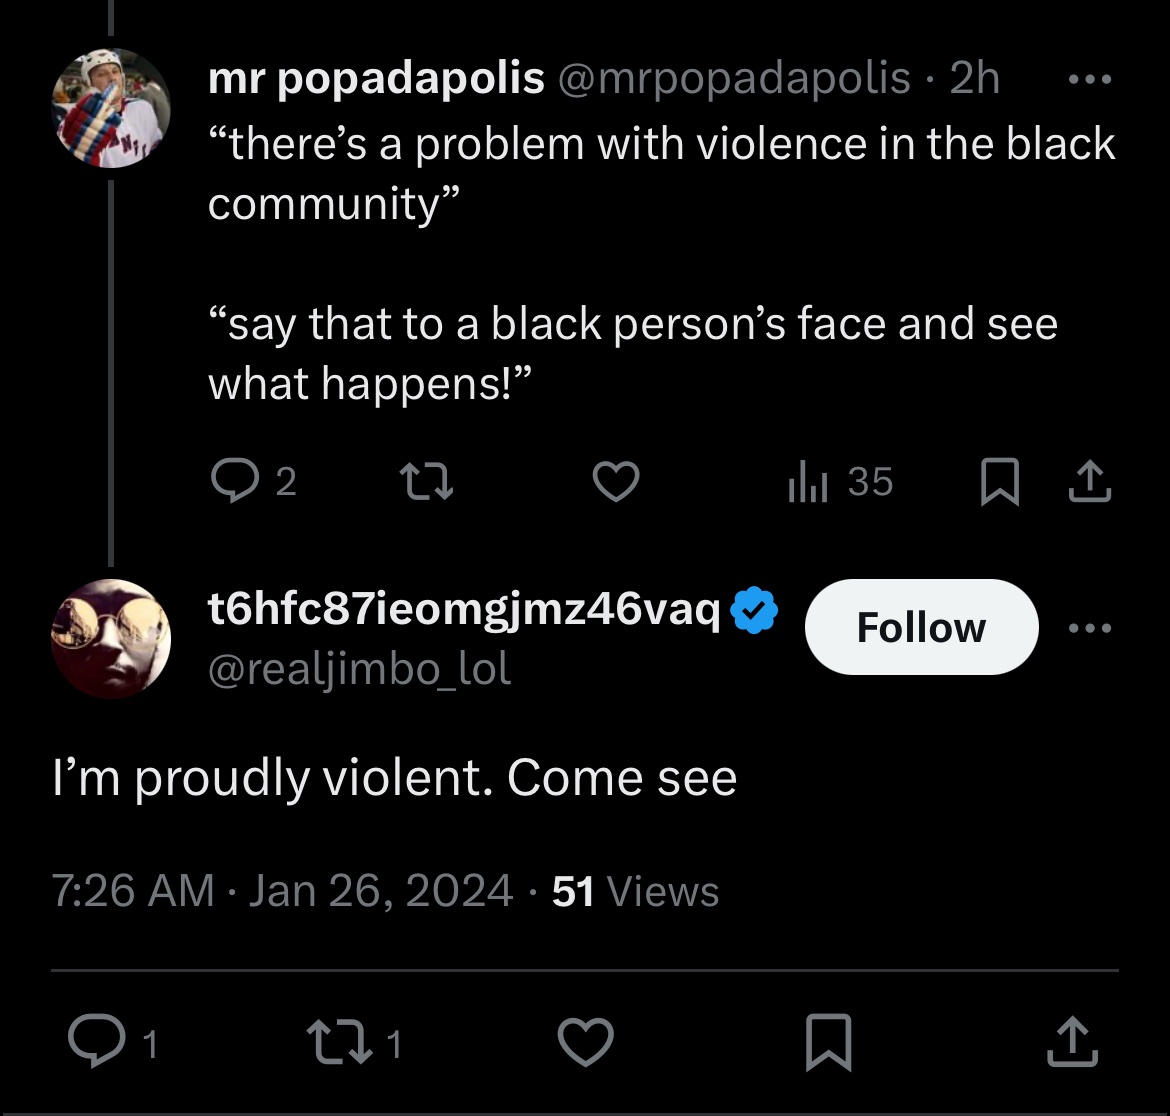 mr popadapolis @mrpopadapolis · 2h
“there’s a problem with violence in the black
community”
“say that to a black person’s face and see
what happens!”
2 35
t6hfc87ieomgjmz46vaq Follow
@realjimbo_lol
I’m proudly violent. Come see
7:26 AM · Jan 26, 2024 · 51 Views
1 1